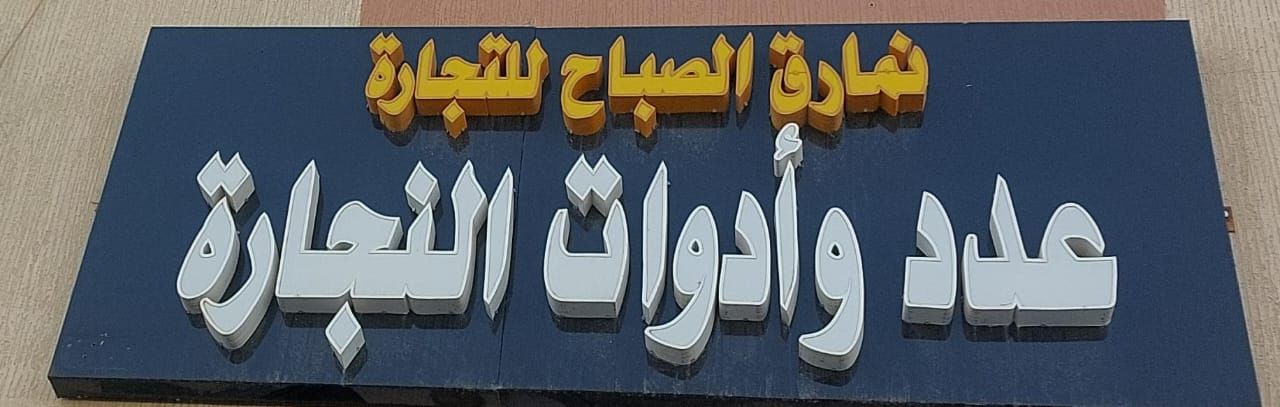 نمارق الصباح للتجارة
عدد وأدوات النجارة